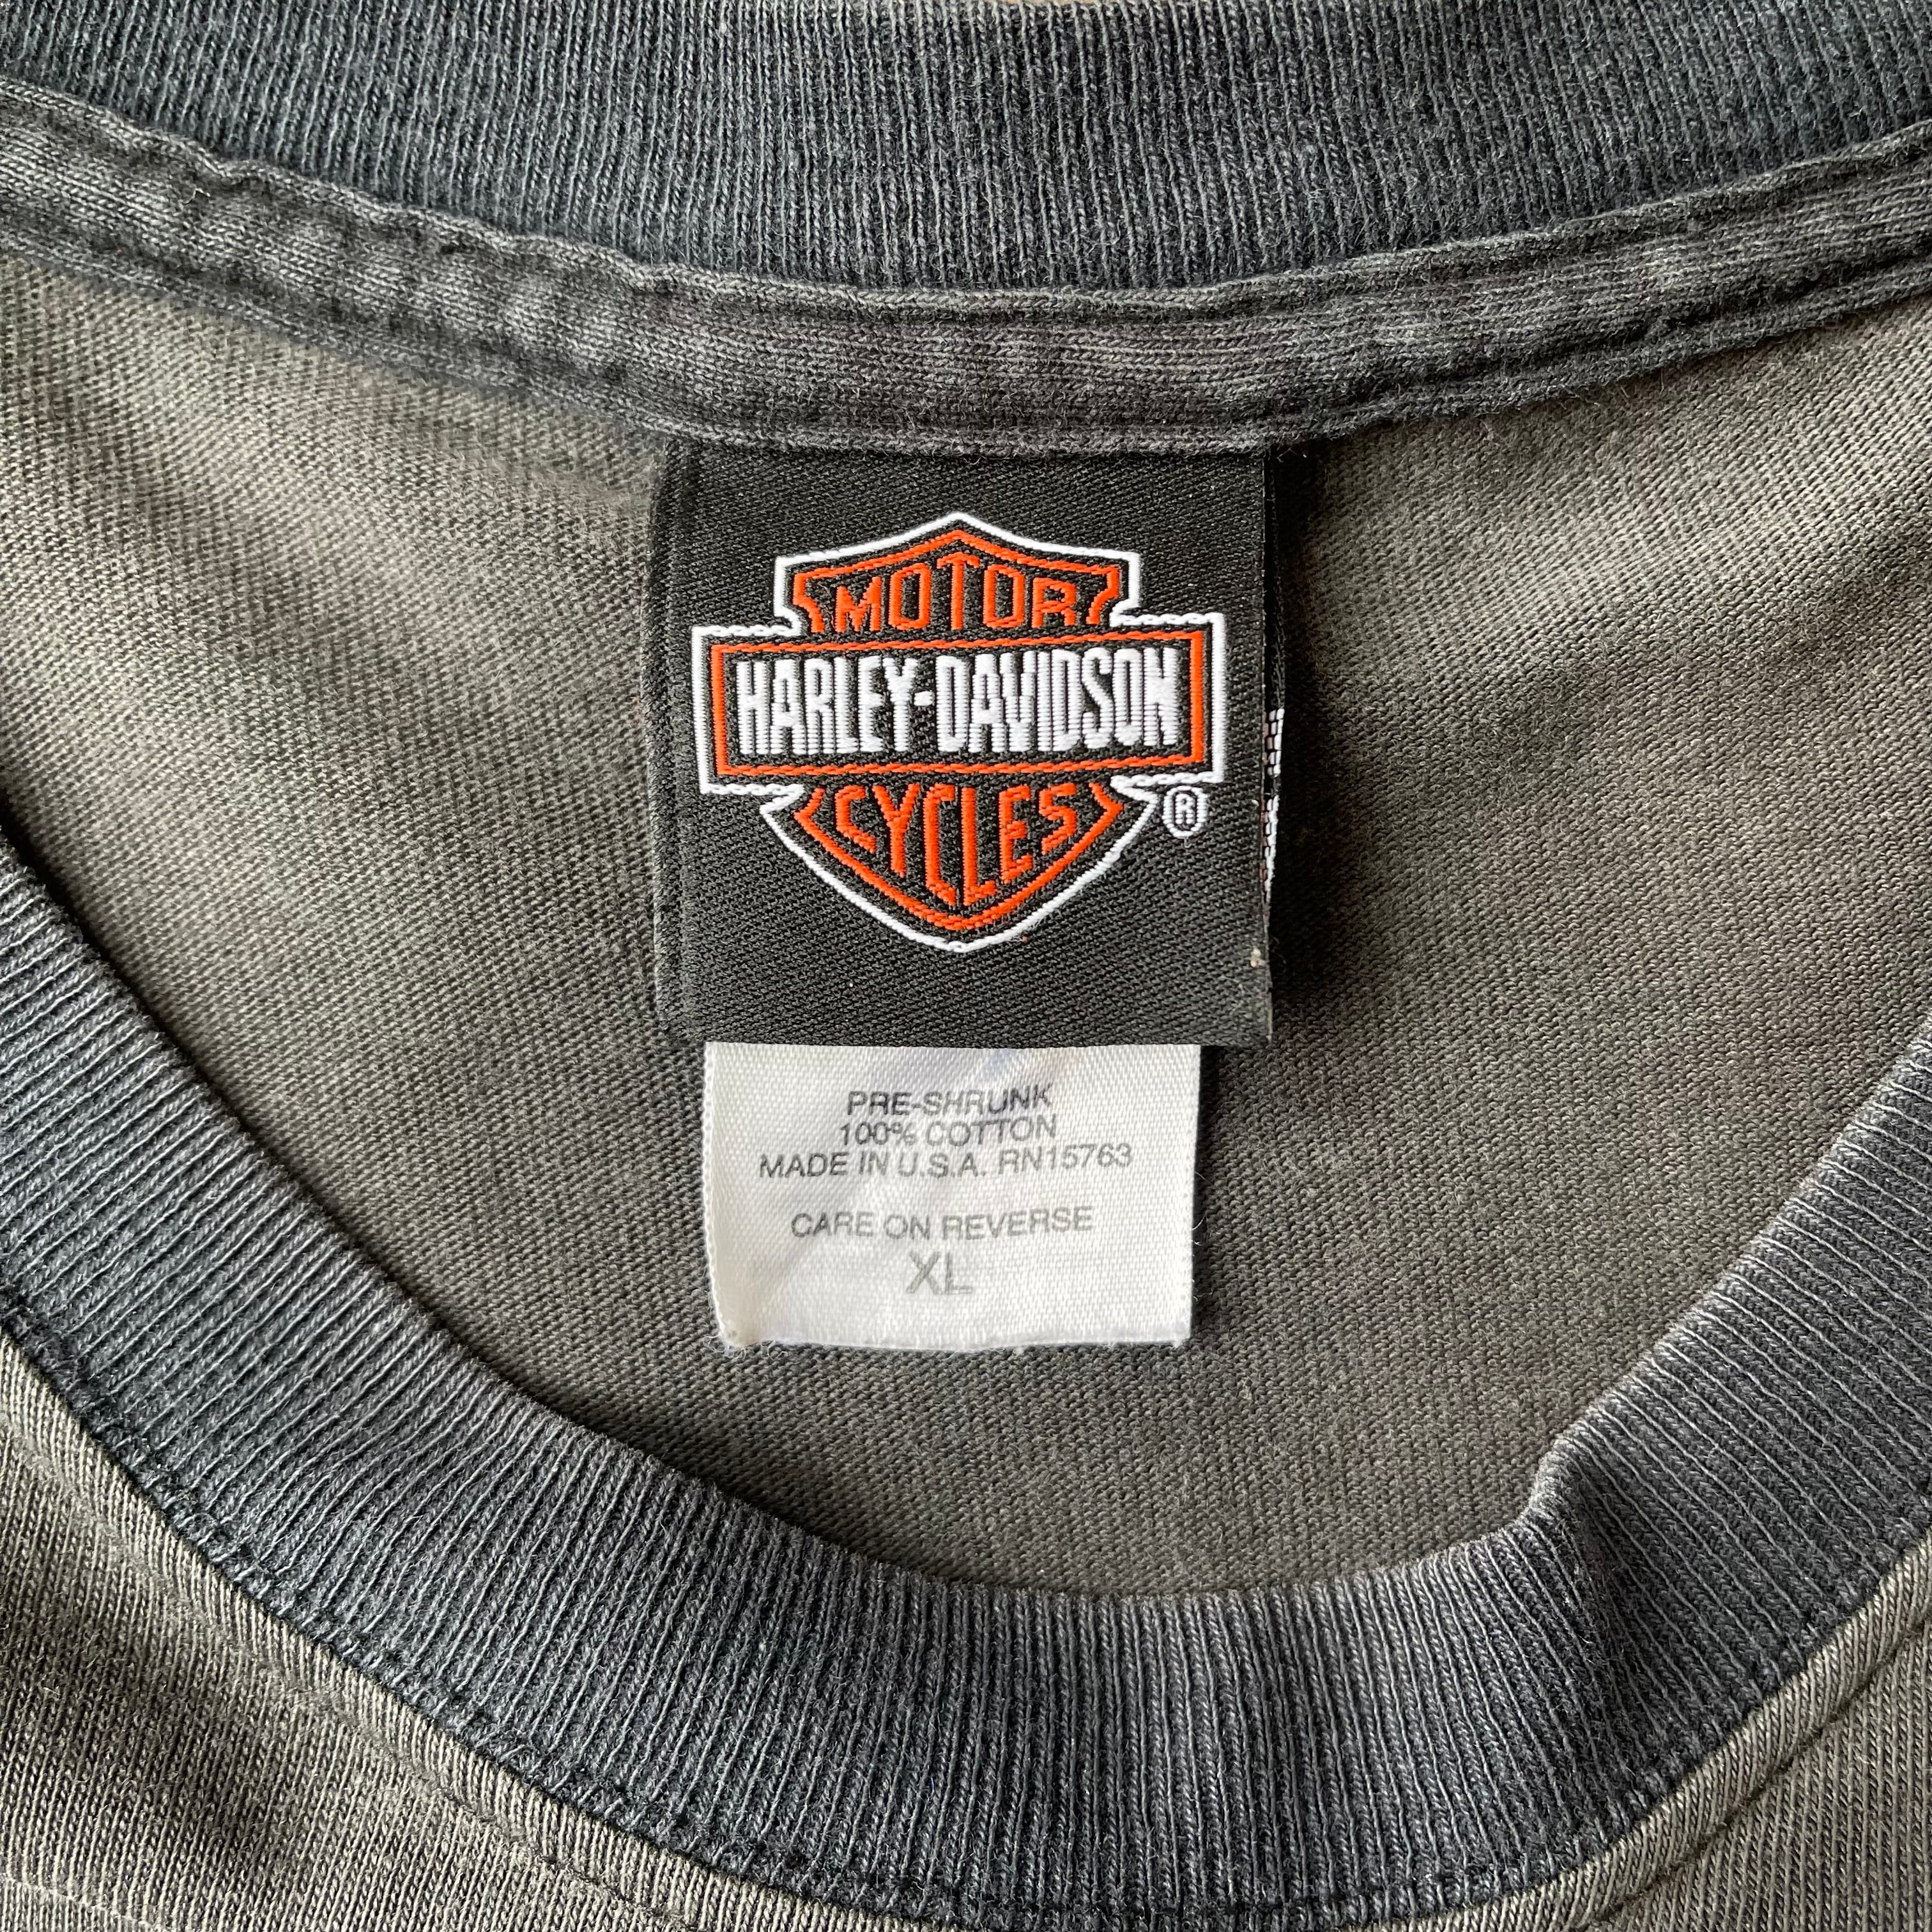 MOTOR
HARLEY-DAVIDSON
CYCLES
®
PRE-SHRUNK
100% COTTON
MADE IN U.S.A. RN15763
CARE ON REVERSE
XL